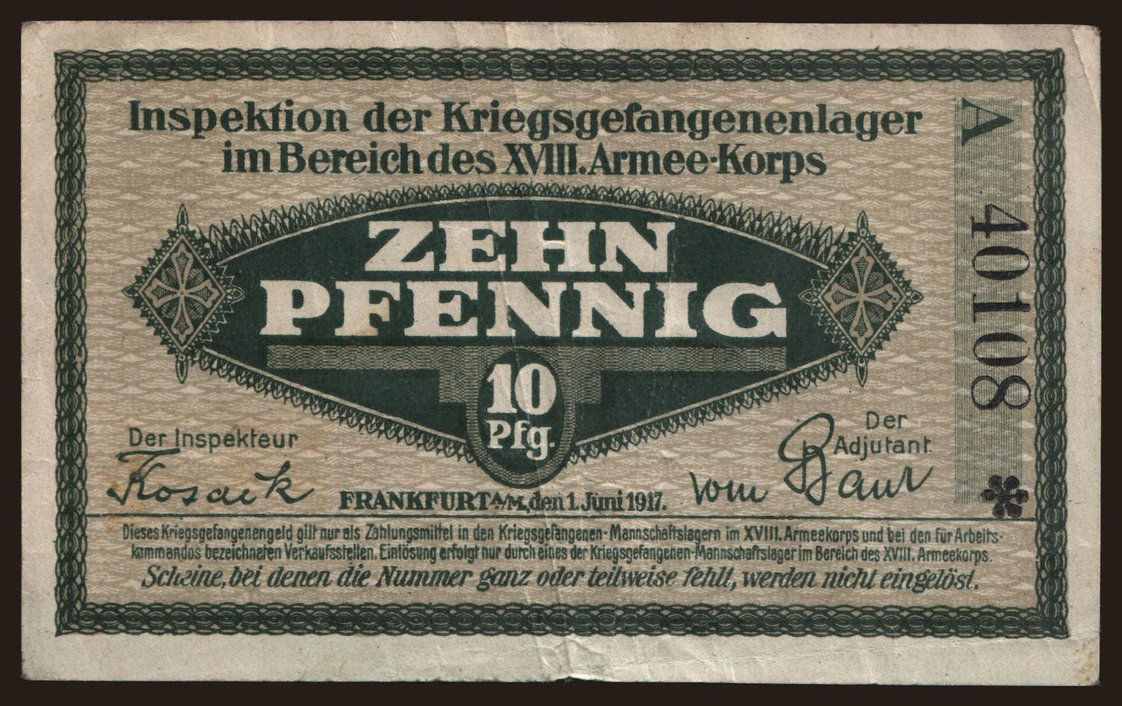 Inspektion der Kriegsgefangenenlager
im Bereich des XVIII. Armee-Korps
ZEHN
PFENNIG
10
Pfg.
A 40108 *
Der Inspekteur
Kosack
Der
Adjutant
vom Baur
FRANKFURT A/M, den 1. Juni 1917.
Dieses Kriegsgefangenengeld gilt nur als Zahlungsmittel in den Kriegsgefangenen-Mannschaftslagern im XVIII. Armeekorps und bei den für Arbeits-
kommandos bezeichneten Verkaufsstellen. Einlösung erfolgt nur durch eines der Kriegsgefangenen-Mannschaftslager im Bereich des XVIII. Armeekorps.
Scheine, bei denen die Nummer ganz oder teilweise fehlt, werden nicht eingelöst.